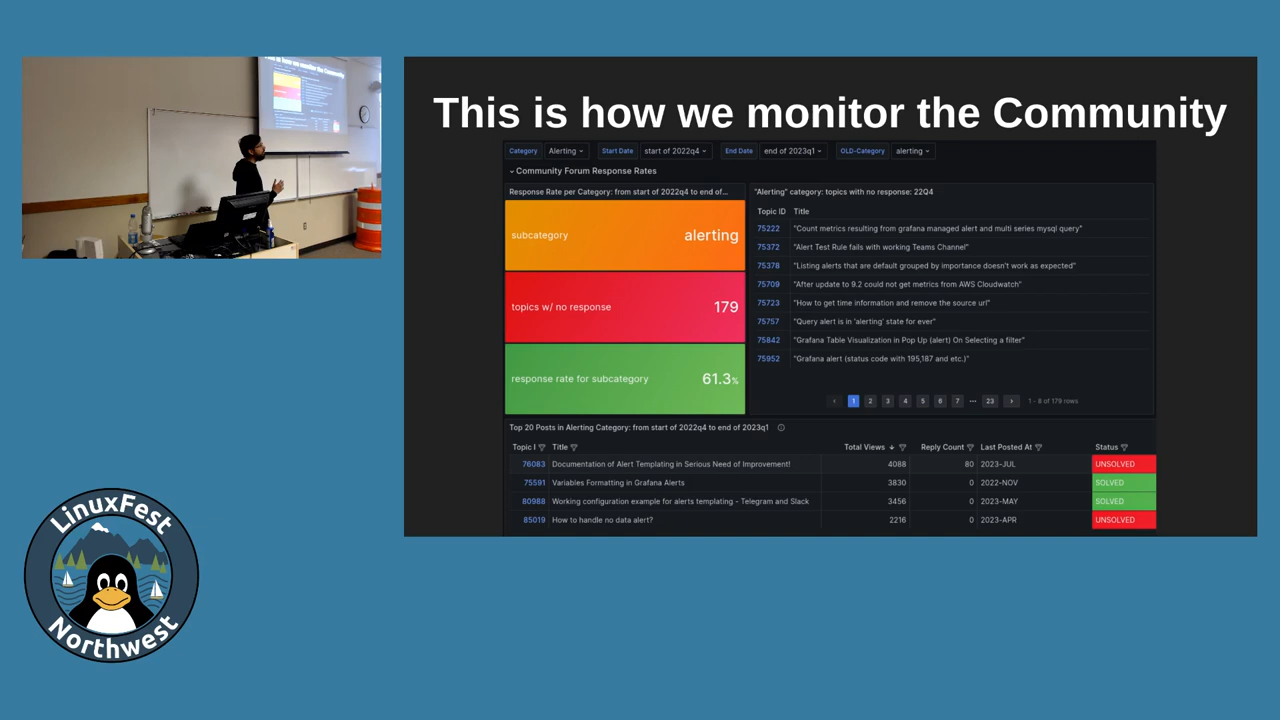 This is how we monitor the Community
Category Alerting Start Date start of 2022q4 End Date end of 2023q1 OLD-Category alerting
Community Forum Response Rates
Response Rate per Category: from start of 2022q4 to end of...
subcategory alerting
topics w/ no response 179
response rate for subcategory 61.3%
"Alerting" category: topics with no response: 22Q4
Topic ID Title
75222 "Count metrics resulting from grafana managed alert and multi series mysql query"
75372 "Alert Test Rule fails with working Teams Channel"
75378 "Listing alerts that are default grouped by importance doesn't work as expected"
75709 "After update to 9.2 could not get metrics from AWS Cloudwatch"
75723 "How to get time information and remove the source url"
75757 "Query alert is in 'alerting' state for ever"
75842 "Grafana Table Visualization in Pop Up (alert) On Selecting a filter"
75952 "Grafana alert (status code with 195,187 and etc.)"
‹ 1 2 3 4 5 6 7 ••• 23 › 1 - 8 of 179 rows
Top 20 Posts in Alerting Category: from start of 2022q4 to end of 2023q1
Topic I Title Total Views Reply Count Last Posted At Status
76083 Documentation of Alert Templating in Serious Need of Improvement! 4088 80 2023-JUL UNSOLVED
75591 Variables Formatting in Grafana Alerts 3830 0 2022-NOV SOLVED
80988 Working configuration example for alerts templating - Telegram and Slack 3456 0 2023-MAY SOLVED
85019 How to handle no data alert? 2216 0 2023-APR UNSOLVED
LinuxFest
Northwest